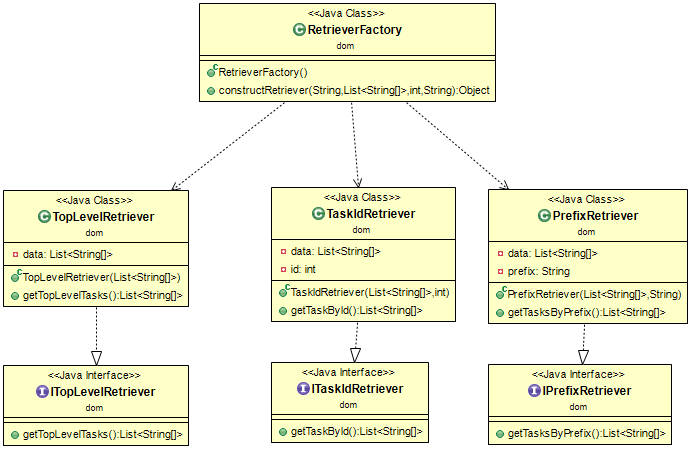 <<Java Class>>
RetrieverFactory
dom
RetrieverFactory()
constructRetriever(String,List<String[]>,int,String):Object
<<Java Class>>
TopLevelRetriever
dom
data: List<String[]>
TopLevelRetriever(List<String[]>)
getTopLevelTasks():List<String[]>
<<Java Class>>
TaskIdRetriever
dom
data: List<String[]>
id: int
TaskIdRetriever(List<String[]>,int)
getTaskById():List<String[]>
<<Java Class>>
PrefixRetriever
dom
data: List<String[]>
prefix: String
PrefixRetriever(List<String[]>,String)
getTasksByPrefix():List<String[]>
<<Java Interface>>
ITopLevelRetriever
dom
getTopLevelTasks():List<String[]>
<<Java Interface>>
ITaskIdRetriever
dom
getTaskById():List<String[]>
<<Java Interface>>
IPrefixRetriever
dom
getTasksByPrefix():List<String[]>